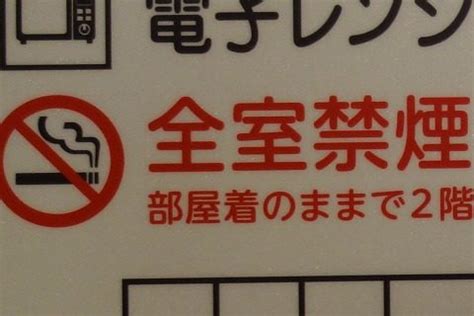 電子レンジ
全室禁煙
部屋着のままで2階